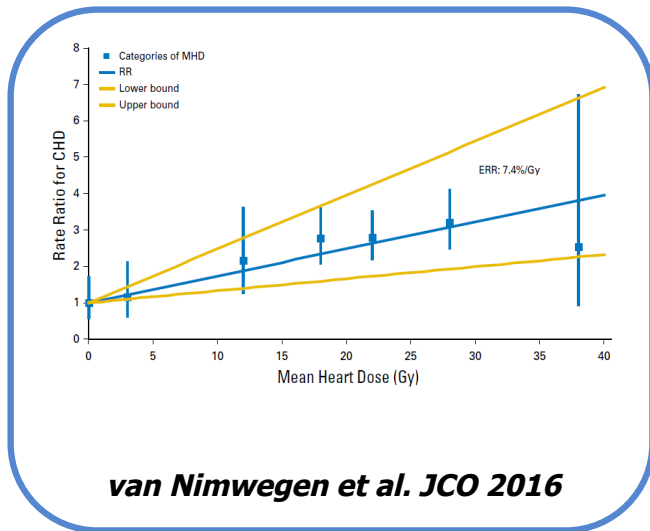 8
7
6
5
4
3
2
1
0
Rate Ratio for CHD
Categories of MHD
RR
Lower bound
Upper bound
ERR: 7.4%/Gy
0 5 10 15 20 25 30 35 40
Mean Heart Dose (Gy)
van Nimwegen et al. JCO 2016